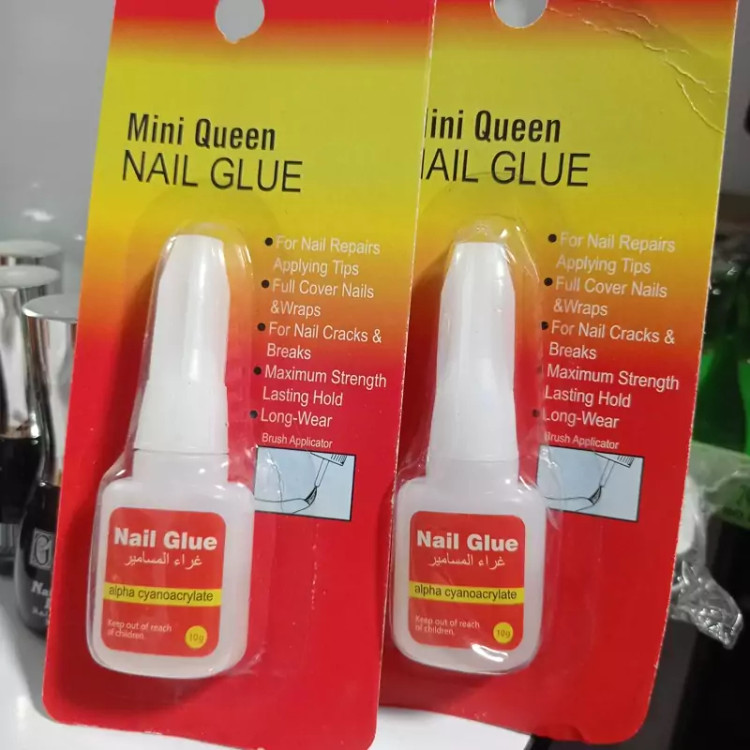 Mini Queen
NAIL GLUE
For Nail Repairs
Applying Tips
Full Cover Nails
&Wraps
For Nail Cracks &
Breaks
Maximum Strength
Lasting Hold
Long-Wear
Brush Applicator
Nail Glue
غراء المسامير
alpha cyanoacrylate
Keep out of reach
of children.
10g
ini Queen
AIL GLUE
For Nail Repairs
Applying Tips
Full Cover Nails
&Wraps
For Nail Cracks &
Breaks
Maximum Strength
Lasting Hold
Long-Wear
Brush Applicator
Nail Glue
غراء المسامير
alpha cyanoacrylate
Keep out of reach
of children.
10g